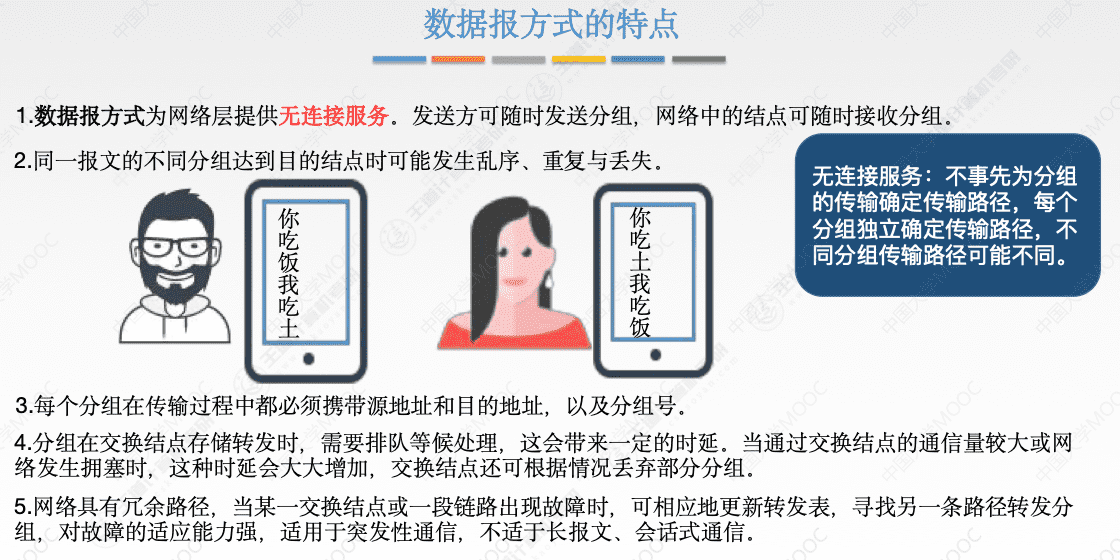 数据报方式的特点
1.数据报方式为网络层提供无连接服务。发送方可随时发送分组，网络中的结点可随时接收分组。
2.同一报文的不同分组达到目的结点时可能发生乱序、重复与丢失。
无连接服务：不事先为分组
的传输确定传输路径，每个
分组独立确定传输路径，不
同分组传输路径可能不同。
你吃饭我吃土
你吃土我吃饭
3.每个分组在传输过程中都必须携带源地址和目的地址，以及分组号。
4.分组在交换结点存储转发时，需要排队等候处理，这会带来一定的时延。当通过交换结点的通信量较大或网
络发生拥塞时，这种时延会大大增加，交换结点还可根据情况丢弃部分分组。
5.网络具有冗余路径，当某一交换结点或一段链路出现故障时，可相应地更新转发表，寻找另一条路径转发分
组，对故障的适应能力强，适用于突发性通信，不适于长报文、会话式通信。
中国大学MOOC